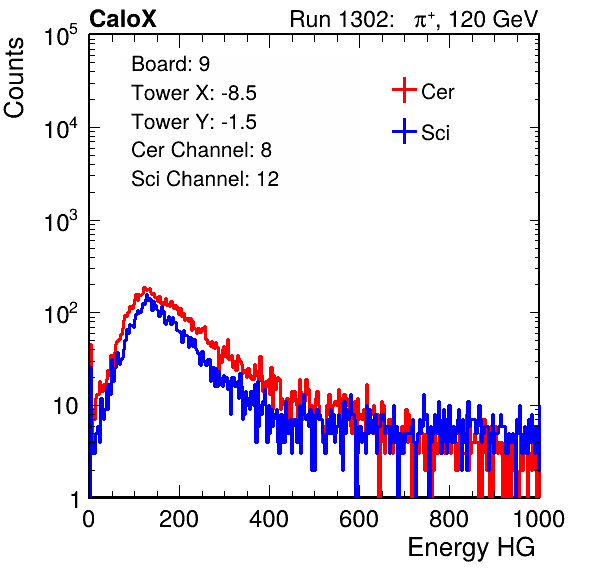 CaloX Run 1302: π⁺, 120 GeV
Board: 9
Tower X: -8.5
Tower Y: -1.5
Cer Channel: 8
Sci Channel: 12
Cer
Sci
Counts
10⁵
10⁴
10³
10²
10
1
0 200 400 600 800 1000
Energy HG